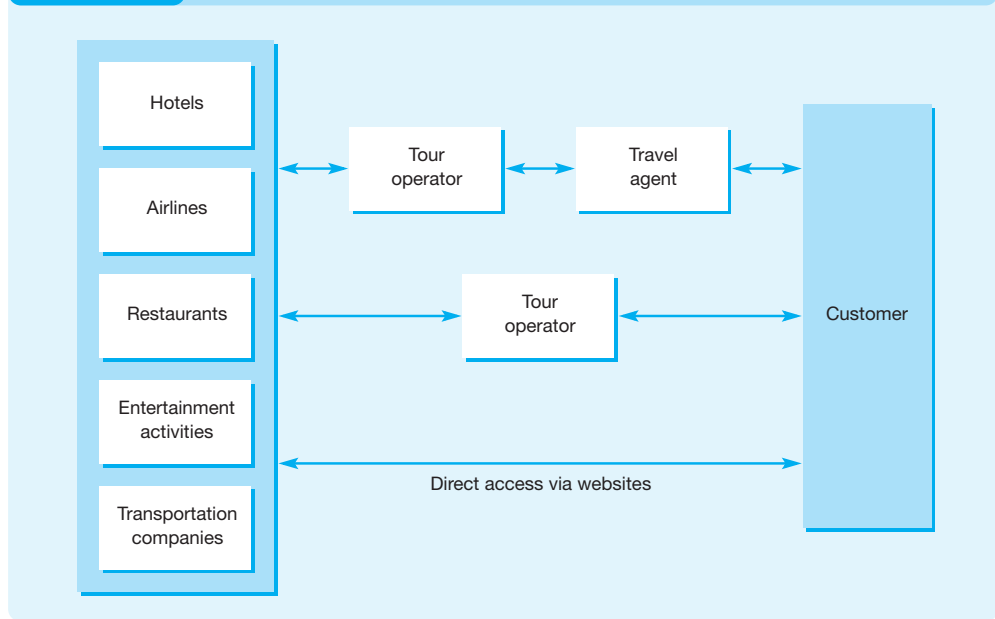 Hotels
Airlines
Restaurants
Entertainment
activities
Transportation
companies
Tour
operator
Travel
agent
Tour
operator
Direct access via websites
Customer